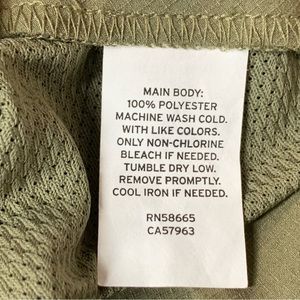 MAIN BODY:
100% POLYESTER
MACHINE WASH COLD.
WITH LIKE COLORS.
ONLY NON-CHLORINE
BLEACH IF NEEDED.
TUMBLE DRY LOW.
REMOVE PROMPTLY.
COOL IRON IF NEEDED.
RN58665
CA57963